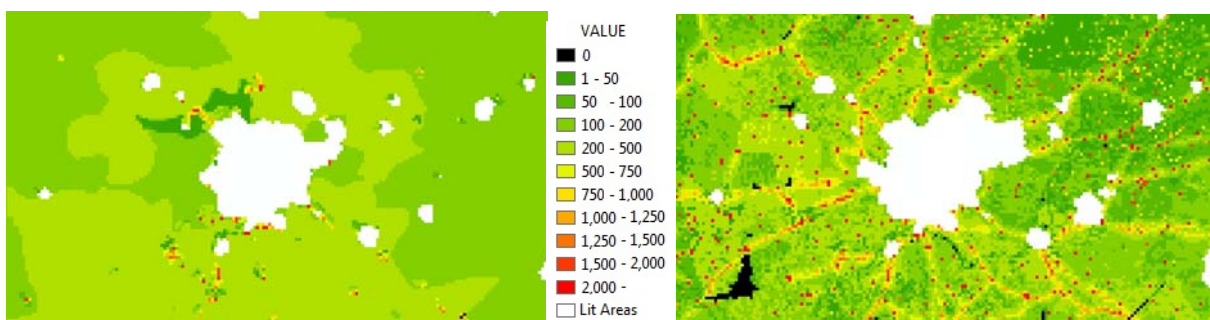 VALUE
0
1 - 50
50 - 100
100 - 200
200 - 500
500 - 750
750 - 1,000
1,000 - 1,250
1,250 - 1,500
1,500 - 2,000
2,000 -
Lit Areas